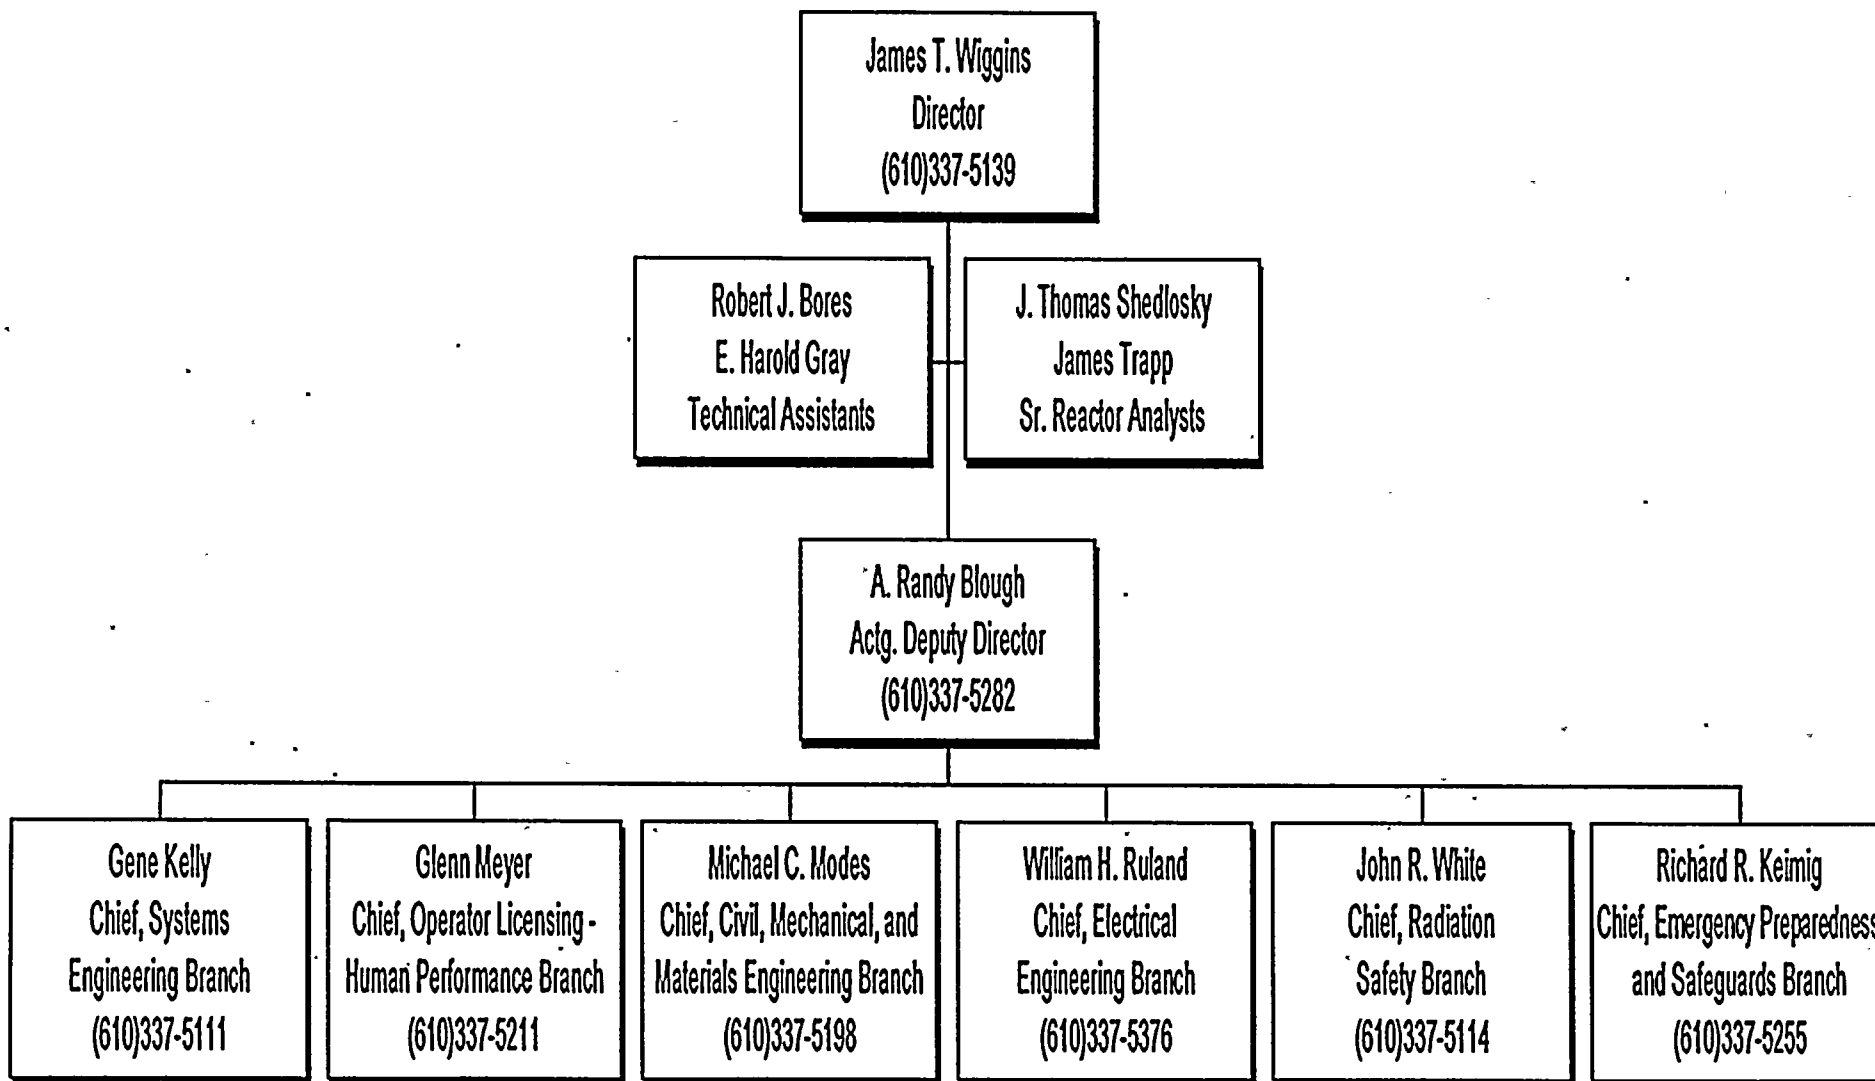 James T. Wiggins
Director
(610)337-5139
Robert J. Bores
E. Harold Gray
Technical Assistants
J. Thomas Shedlosky
James Trapp
Sr. Reactor Analysts
A. Randy Blough
Actg. Deputy Director
(610)337-5282
Gene Kelly
Chief, Systems
Engineering Branch
(610)337-5111
Glenn Meyer
Chief, Operator Licensing -
Human Performance Branch
(610)337-5211
Michael C. Modes
Chief, Civil, Mechanical, and
Materials Engineering Branch
(610)337-5198
William H. Ruland
Chief, Electrical
Engineering Branch
(610)337-5376
John R. White
Chief, Radiation
Safety Branch
(610)337-5114
Richard R. Keimig
Chief, Emergency Preparedness
and Safeguards Branch
(610)337-5255